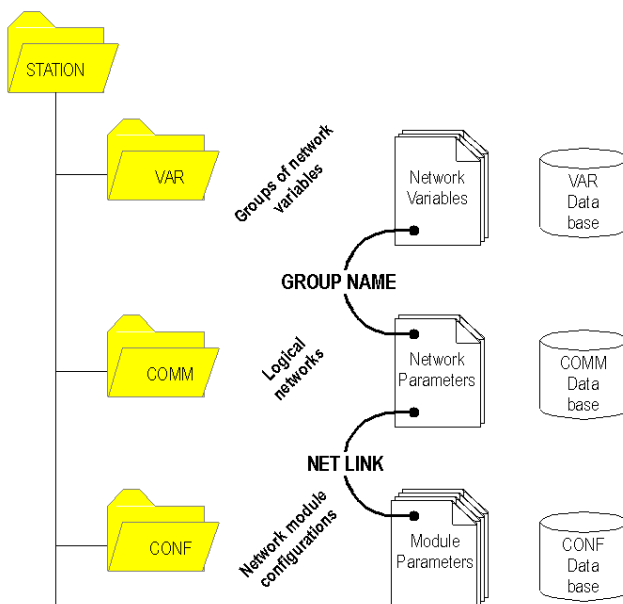 STATION
VAR
Groups of network
variables
Network
Variables
VAR
Data
base
GROUP NAME
COMM
Logical
networks
Network
Parameters
COMM
Data
base
NET LINK
CONF
Network module
configurations
Module
Parameters
CONF
Data
base